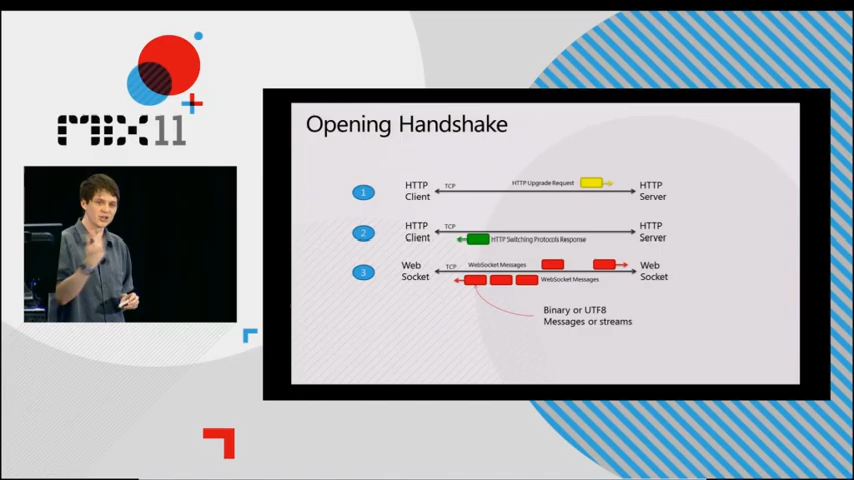 MIX11
Opening Handshake
1
HTTP
Client
TCP
HTTP Upgrade Request
HTTP
Server
2
HTTP
Client
TCP
HTTP Switching Protocols Response
HTTP
Server
3
Web
Socket
TCP
WebSocket Messages
WebSocket Messages
Web
Socket
Binary or UTF8
Messages or streams